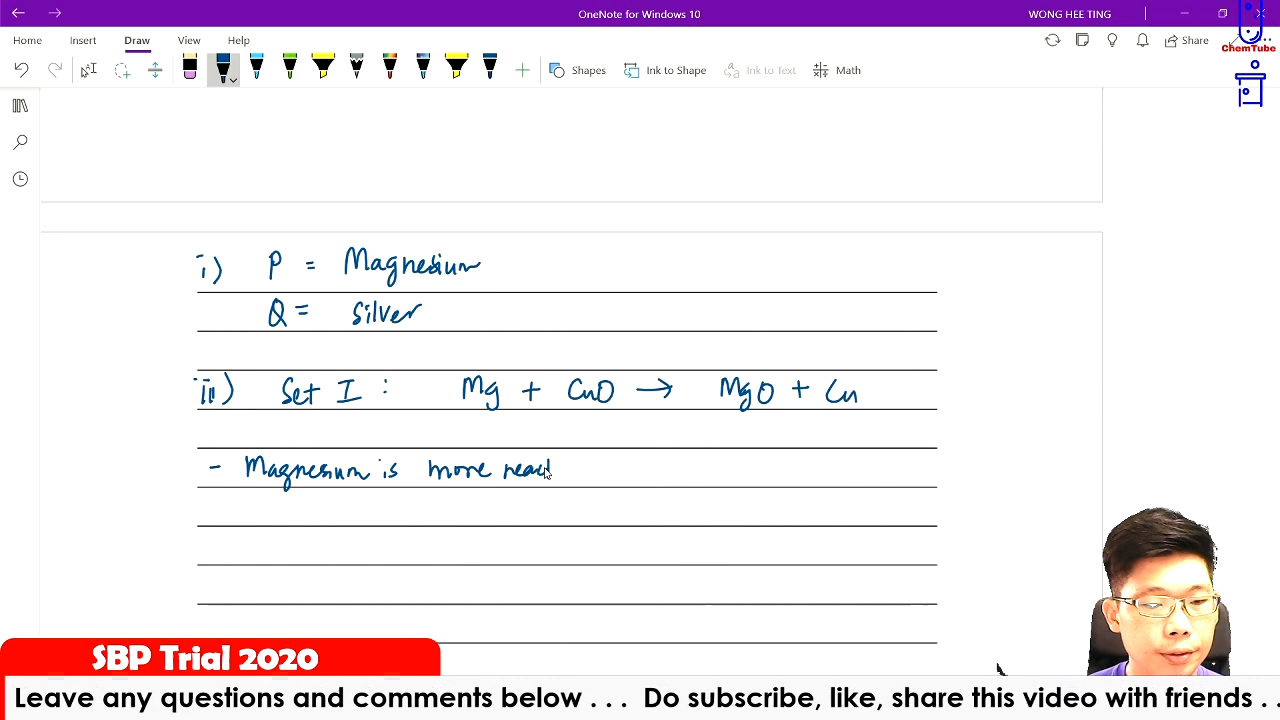 OneNote for Windows 10
WONG HEE TING
Home Insert Draw View Help
Share
ChemTube
Shapes Ink to Shape Ink to Text Math
i) P = Magnesium
Q = Silver
ii) Set I : Mg + CuO → MgO + Cu
- Magnesium is more reac
SBP Trial 2020
Leave any questions and comments below . . . Do subscribe, like, share this video with friends . .